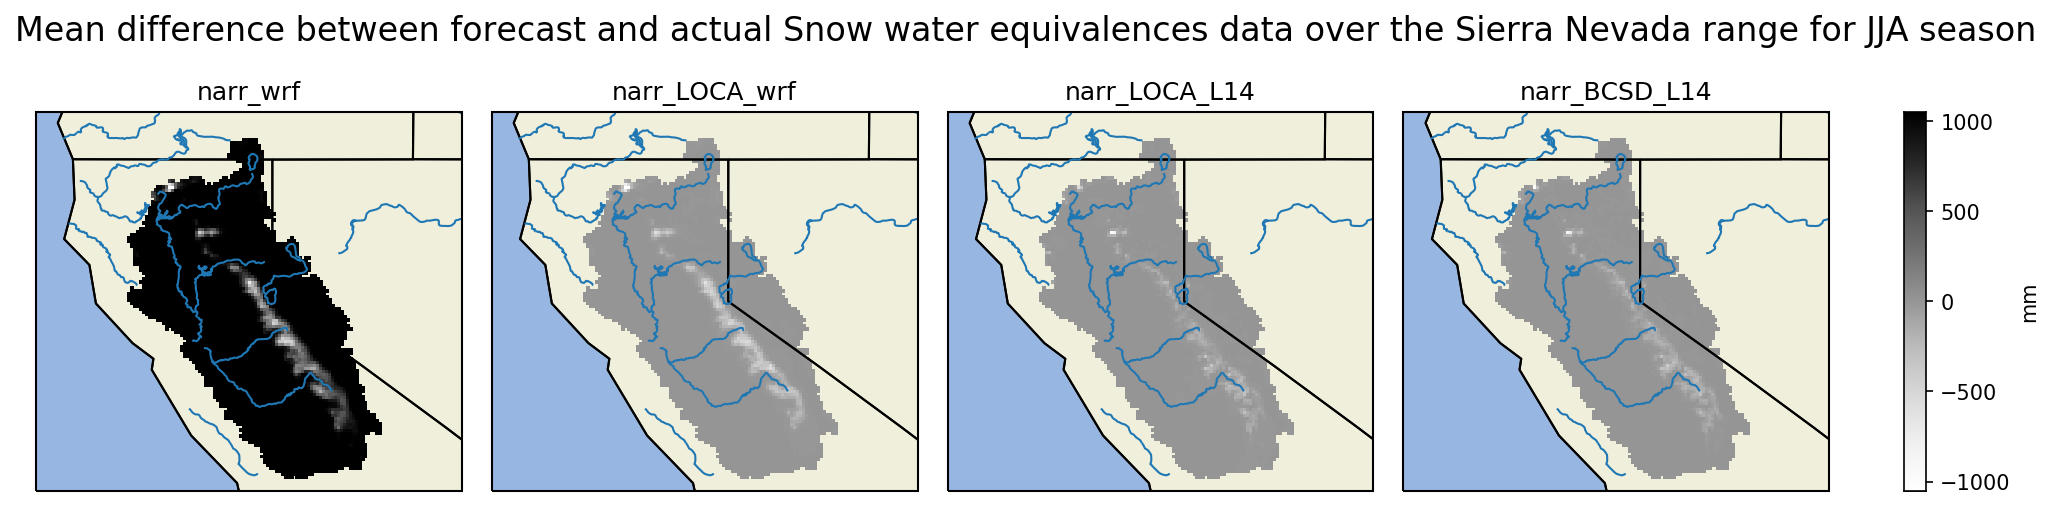 Mean difference between forecast and actual Snow water equivalences data over the Sierra Nevada range for JJA season
narr_wrf
narr_LOCA_wrf
narr_LOCA_L14
narr_BCSD_L14
1000
500
0
−500
−1000
mm